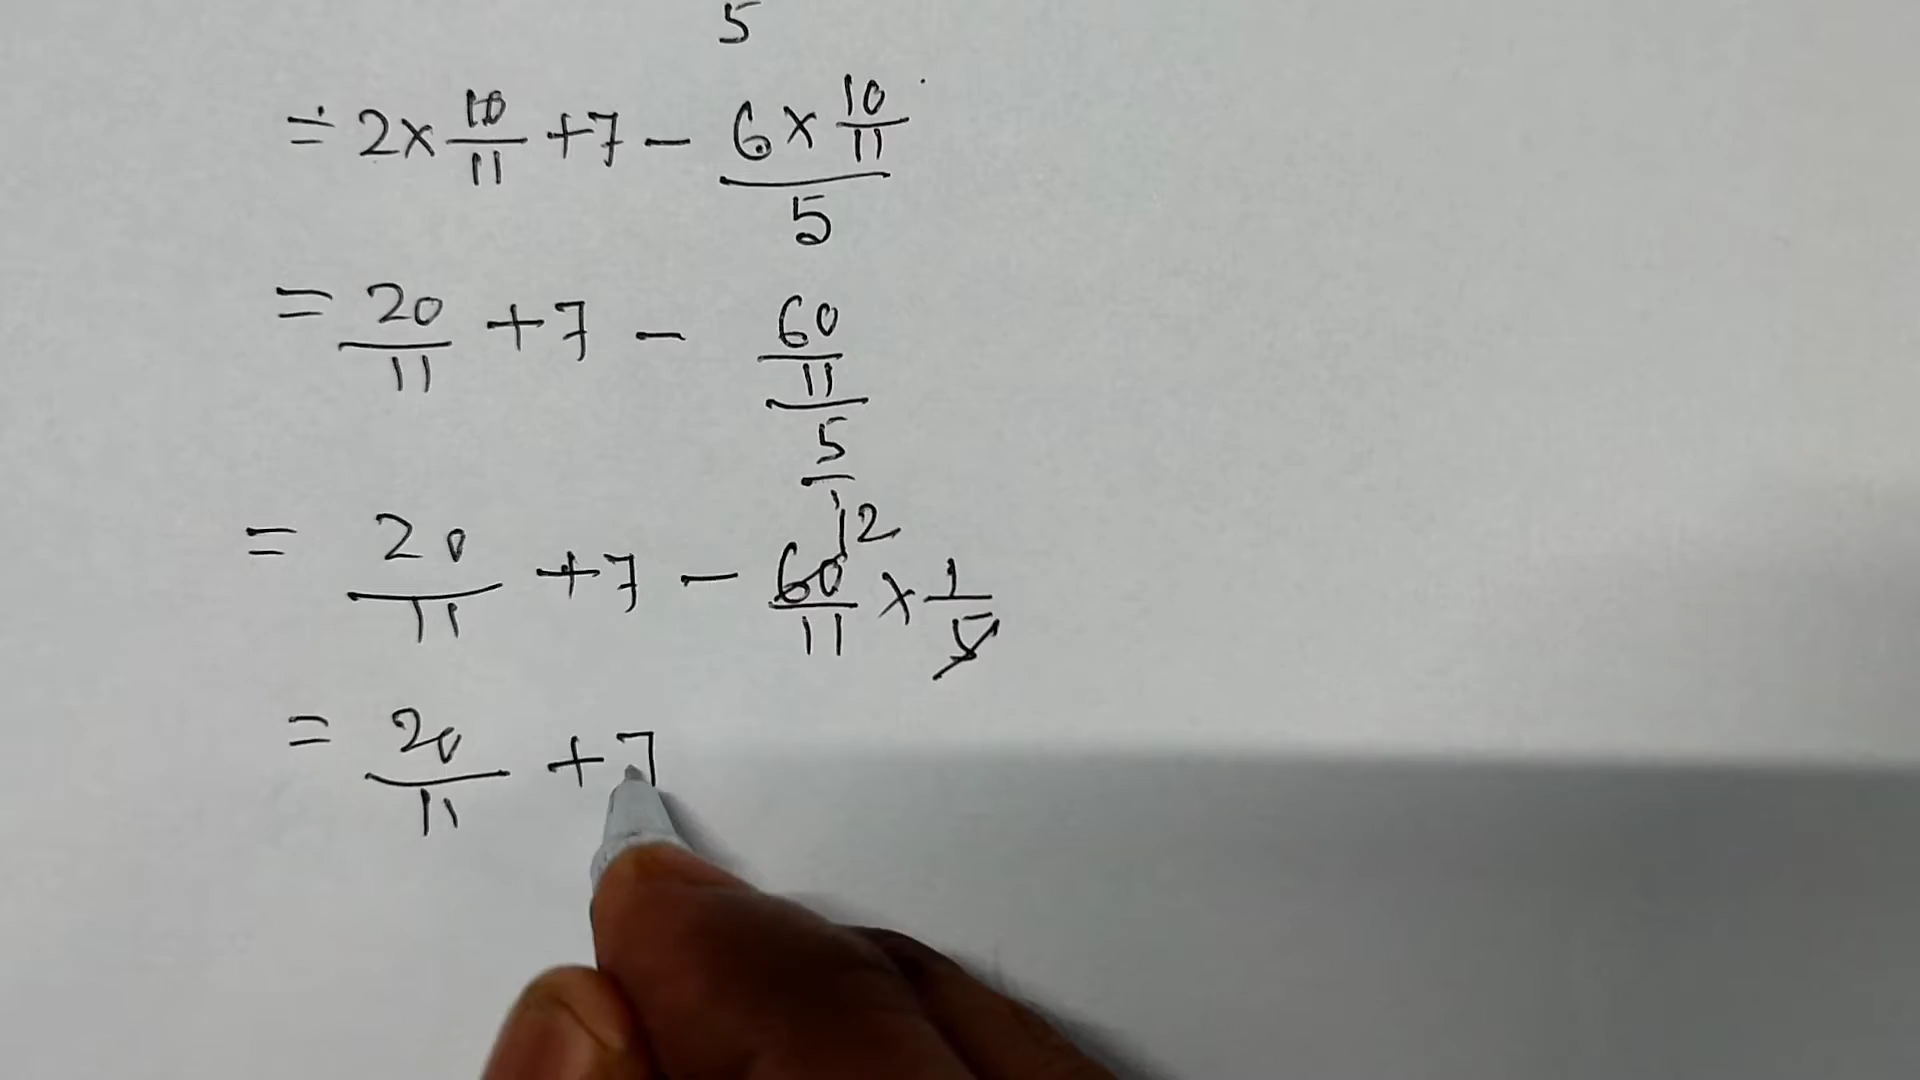 5
= 2 × 10/11 + 7 - (6 × 10/11)/5
= 20/11 + 7 - (60/11)/(5/1)
= 20/11 + 7 - 60/11 12 × 1/5
= 20/11 + 7